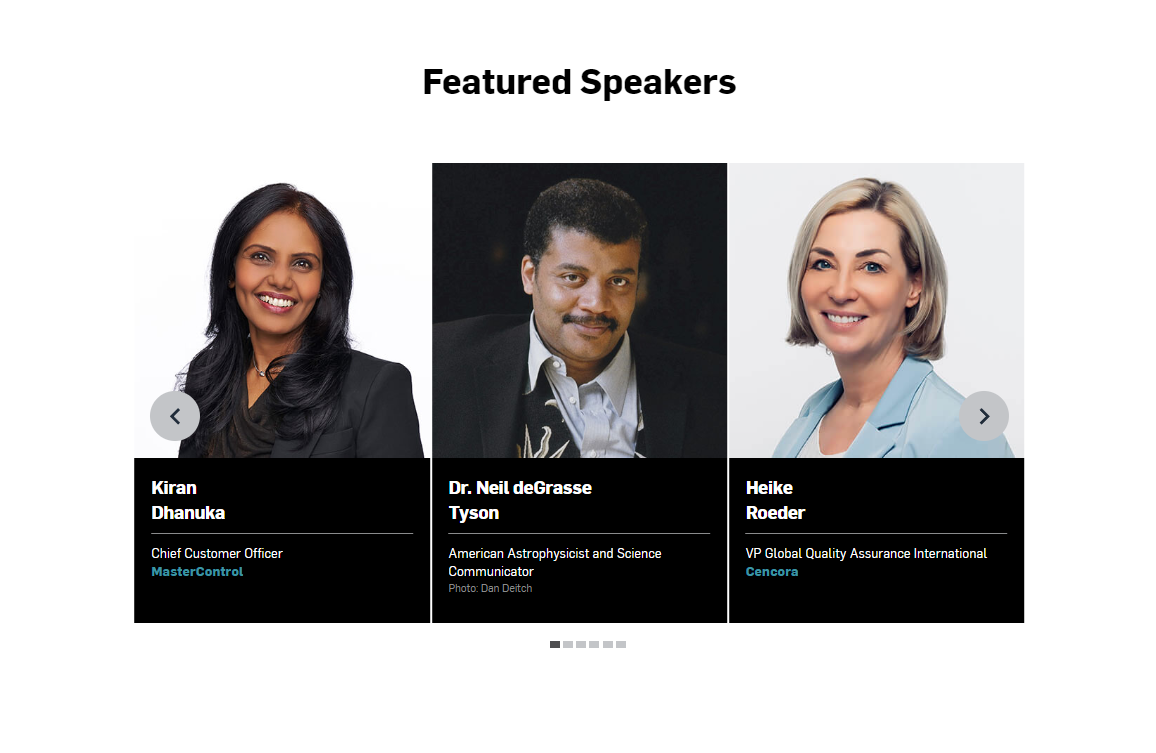 Featured Speakers
Kiran
Dhanuka
Chief Customer Officer
MasterControl
Dr. Neil deGrasse
Tyson
American Astrophysicist and Science
Communicator
Photo: Dan Deitch
Heike
Roeder
VP Global Quality Assurance International
Cencora